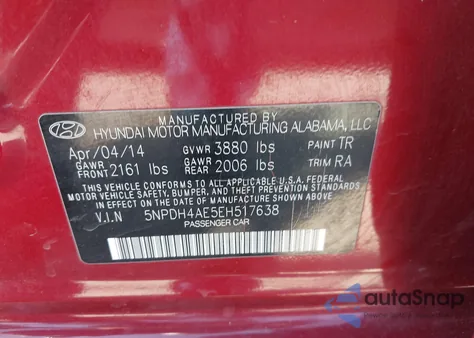 MANUFACTURED BY
HYUNDAI MOTOR MANUFACTURING ALABAMA, LLC
Apr/04/14 GVWR 3880 lbs PAINT TR
GAWR FRONT 2161 lbs GAWR REAR 2006 lbs TRIM RA
THIS VEHICLE CONFORMS TO ALL APPLICABLE U.S.A. FEDERAL
MOTOR VEHICLE SAFETY, BUMPER, AND THEFT PREVENTION
STANDARDS IN EFFECT ON THE DATE OF MANUFACTURE SHOWN ABOVE.
V.I.N 5NPDH4AE5EH517638
PASSENGER CAR
autoSnap